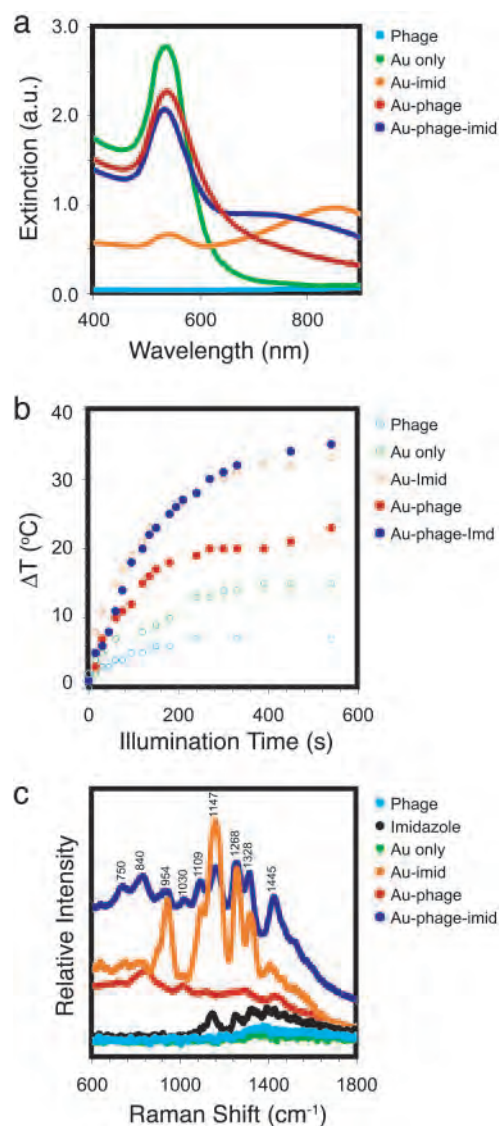 a
3.0
2.0
1.0
0.0
Extinction (a.u.)
400 600 800
Wavelength (nm)
Phage
Au only
Au-imid
Au-phage
Au-phage-imid
b
40
30
20
10
0
ΔT (ºC)
0 200 400 600
Illumination Time (s)
Phage
Au only
Au-Imid
Au-phage
Au-phage-Imd
c
Relative Intensity
750 840 954 1030 1109 1147 1268 1328 1445
600 1000 1400 1800
Raman Shift (cm⁻¹)
Phage
Imidazole
Au only
Au-imid
Au-phage
Au-phage-imid